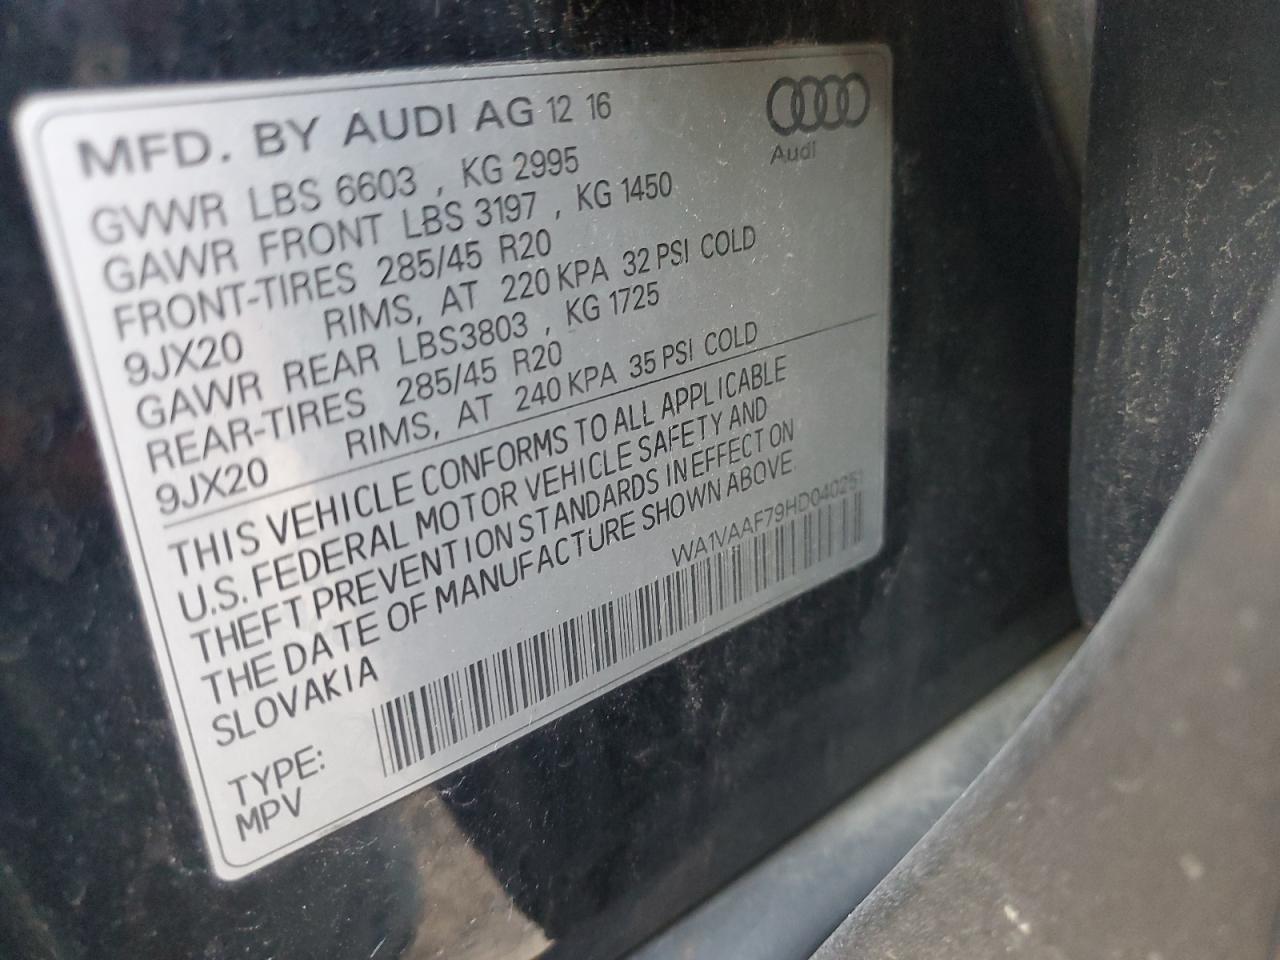 MFD. BY AUDI AG 12 16
Audi
GVWR LBS 6603 , KG 2995
GAWR FRONT LBS 3197 , KG 1450
FRONT-TIRES 285/45 R20
9JX20 RIMS, AT 220 KPA 32 PSI COLD
GAWR REAR LBS3803 , KG 1725
REAR-TIRES 285/45 R20
9JX20 RIMS, AT 240 KPA 35 PSI COLD
THIS VEHICLE CONFORMS TO ALL APPLICABLE
U.S. FEDERAL MOTOR VEHICLE SAFETY AND
THEFT PREVENTION STANDARDS IN EFFECT ON
THE DATE OF MANUFACTURE SHOWN ABOVE.
SLOVAKIA
WA1VAAF79HD040251
TYPE:
MPV